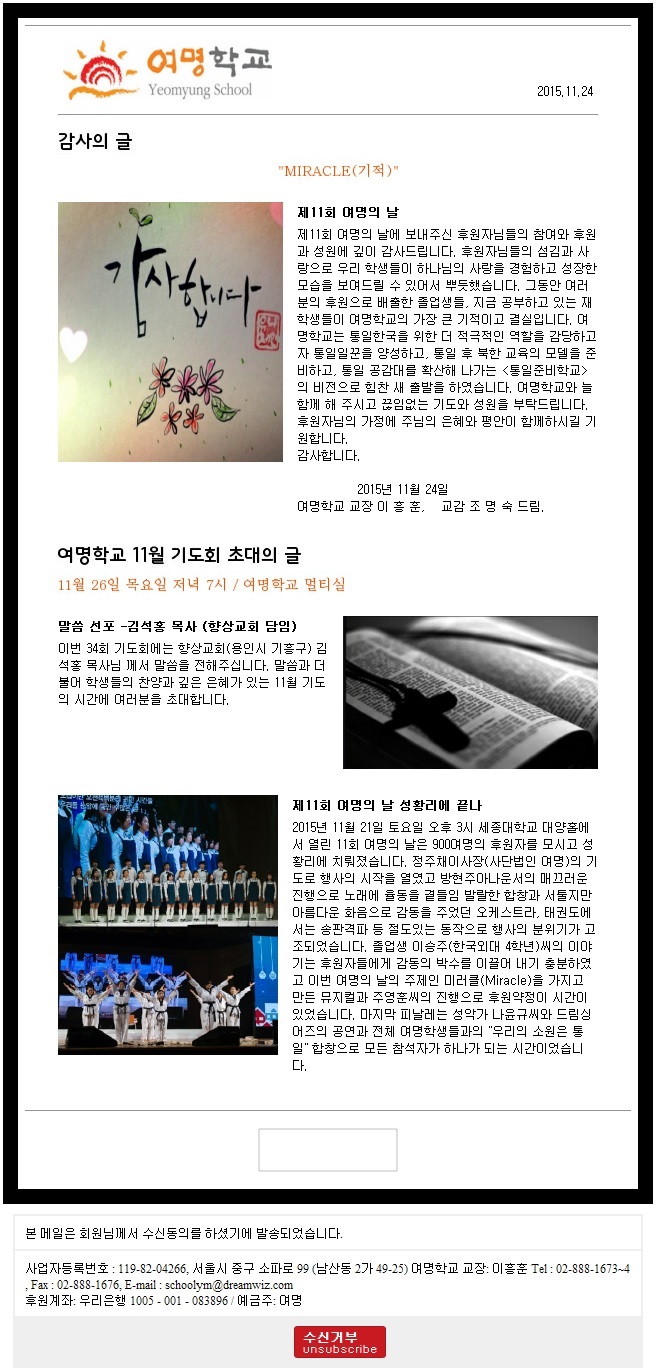 여명학교
Yeomyung School
2015.11.24
감사의 글
"MIRACLE(기적)"
감사합니다
제11회 여명의 날
제11회 여명의 날에 보내주신 후원자님들의 참여와 후원
과 성원에 깊이 감사드립니다. 후원자님들의 섬김과 사
랑으로 우리 학생들이 하나님의 사랑을 경험하고 성장한
모습을 보여드릴 수 있어서 뿌듯했습니다. 그동안 여러
분의 후원으로 배출한 졸업생들, 지금 공부하고 있는 재
학생들이 여명학교의 가장 큰 기적이고 결실입니다. 여
명학교는 통일한국을 위한 더 적극적인 역할을 감당하고
자 통일일꾼을 양성하고, 통일 후 북한 교육의 모델을 준
비하고, 통일 공감대를 확산해 나가는 <통일준비학교>
의 비전으로 힘찬 새 출발을 하였습니다. 여명학교와 늘
함께 해 주시고 끊임없는 기도와 성원을 부탁드립니다.
후원자님의 가정에 주님의 은혜와 평안이 함께하시길 기
원합니다.
감사합니다.
2015년 11월 24일
여명학교 교장 이 흥 훈, 교감 조 명 숙 드림.
여명학교 11월 기도회 초대의 글
11월 26일 목요일 저녁 7시 / 여명학교 멀티실
말씀 선포 -김석홍 목사 (향상교회 담임)
이번 34회 기도회에는 향상교회(용인시 기흥구) 김
석홍 목사님 께서 말씀을 전해주십니다. 말씀과 더
불어 학생들의 찬양과 깊은 은혜가 있는 11월 기도
의 시간에 여러분을 초대합니다.
제11회 여명의 날 성황리에 끝나
2015년 11월 21일 토요일 오후 3시 세종대학교 대양홀에
서 열린 11회 여명의 날은 900여명의 후원자를 모시고 성
황리에 치뤄졌습니다. 정주채이사장(사단법인 여명)의 기
도로 행사의 시작을 열였고 방현주아나운서의 매끄러운
진행으로 노래에 율동을 곁들임 발랄한 합창과 서툴지만
아름다운 화음으로 감동을 주었던 오케스트라, 태권도에
서는 송판격파 등 절도있는 동작으로 행사의 분위기가 고
조되었습니다. 졸업생 이승주(한국외대 4학년)씨의 이야
기는 후원자들에게 감동의 박수를 이끌어 내기 충분하였
고 이번 여명의 날의 주제인 미러클(Miracle)을 가지고
만든 뮤지컬과 주영훈씨의 진행으로 후원약정이 시간이
있었습니다. 마지막 피날레는 성악가 나윤규씨와 드림싱
어즈의 공연과 전체 여명학생들과의 "우리의 소원은 통
일" 합창으로 모든 참석자가 하나가 되는 시간이었습니
다.
본 메일은 회원님께서 수신동의를 하셨기에 발송되었습니다.
사업자등록번호 : 119-82-04266, 서울시 중구 소파로 99 (남산동 2가 49-25) 여명학교 교장: 이흥훈 Tel : 02-888-1673~4
, Fax : 02-888-1676, E-mail : schoolym@dreamwiz.com
후원계좌: 우리은행 1005 - 001 - 083896 / 예금주: 여명
수신거부
unsubscribe